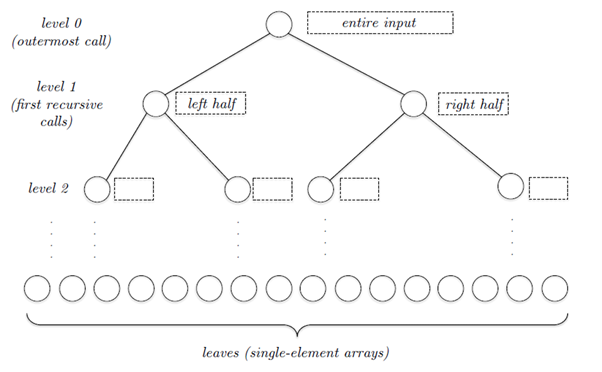 level 0
(outermost call)
entire input
level 1
(first recursive
calls)
left half
right half
level 2
leaves (single-element arrays)